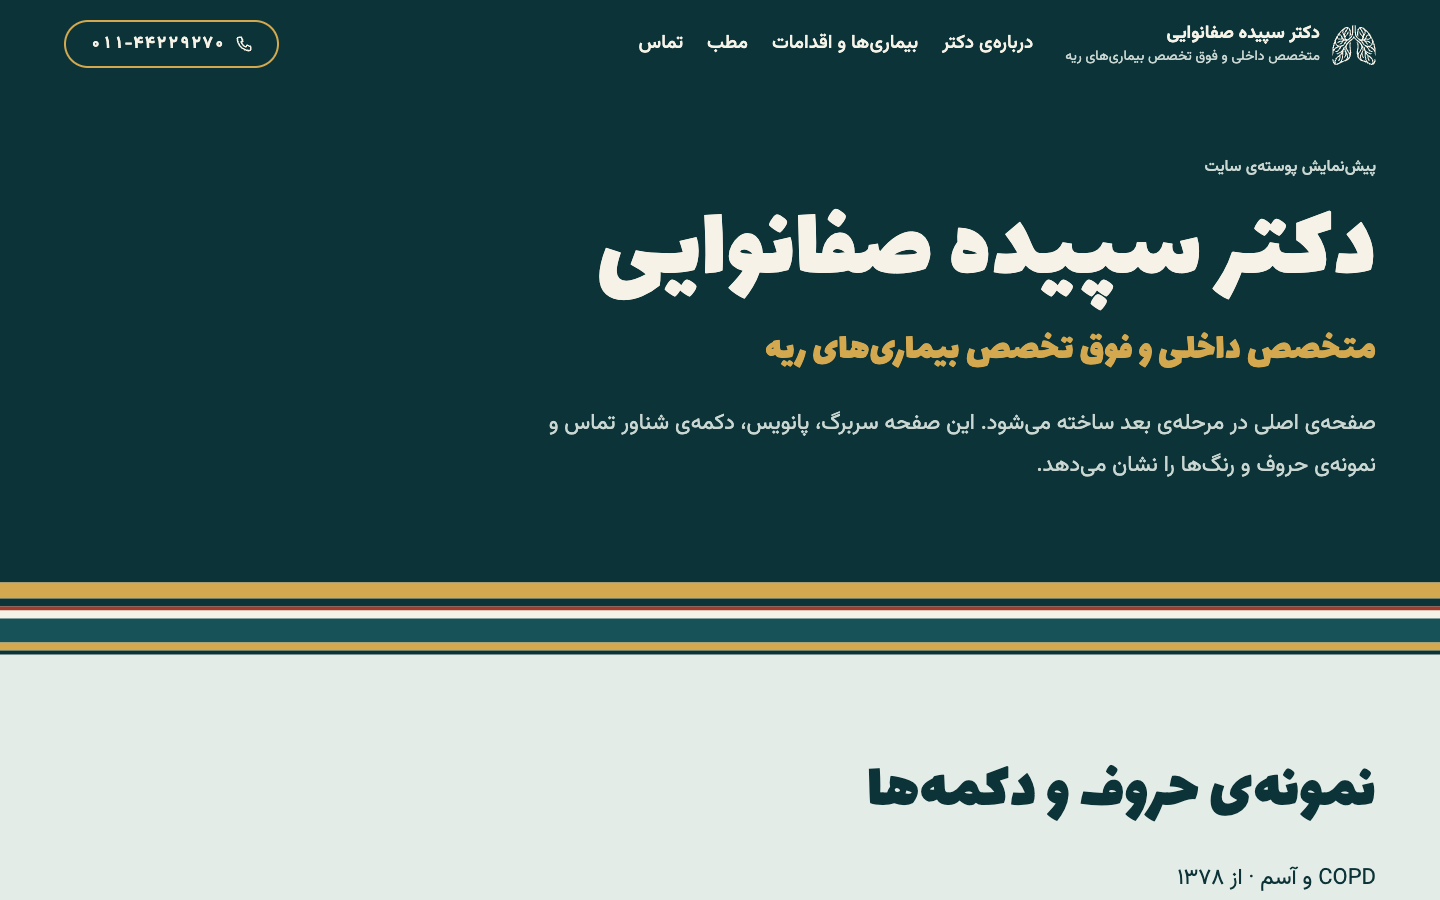 دکتر سپیده صفانوایی
متخصص داخلی و فوق تخصص بیماری‌های ریه
درباره‌ی دکتر
بیماری‌ها و اقدامات
مطب
تماس
۰۱۱-۴۴۲۲۹۲۷۰
پیش‌نمایش پوسته‌ی سایت
دکتر سپیده صفانوایی
متخصص داخلی و فوق تخصص بیماری‌های ریه
صفحه‌ی اصلی در مرحله‌ی بعد ساخته می‌شود. این صفحه سربرگ، پانویس، دکمه‌ی شناور تماس و
نمونه‌ی حروف و رنگ‌ها را نشان می‌دهد.
نمونه‌ی حروف و دکمه‌ها
COPD و آسم · از ۱۳۷۸